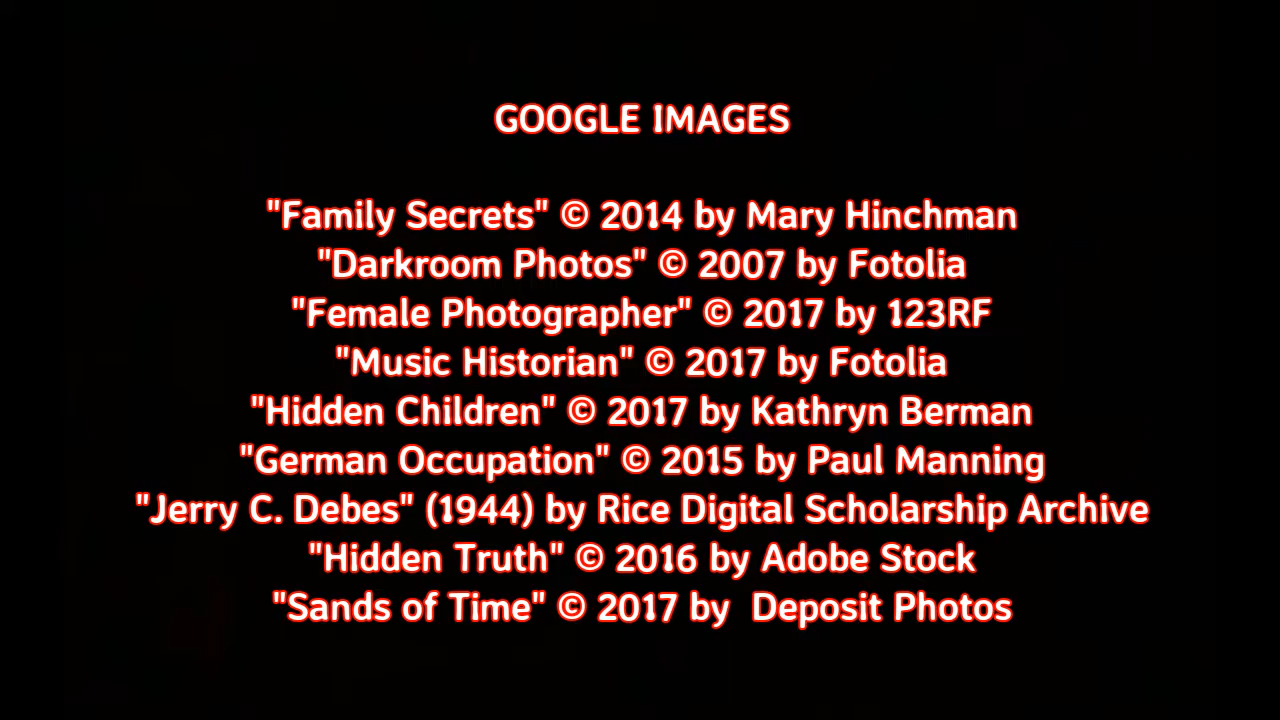 GOOGLE IMAGES
"Family Secrets" © 2014 by Mary Hinchman
"Darkroom Photos" © 2007 by Fotolia
"Female Photographer" © 2017 by 123RF
"Music Historian" © 2017 by Fotolia
"Hidden Children" © 2017 by Kathryn Berman
"German Occupation" © 2015 by Paul Manning
"Jerry C. Debes" (1944) by Rice Digital Scholarship Archive
"Hidden Truth" © 2016 by Adobe Stock
"Sands of Time" © 2017 by  Deposit Photos